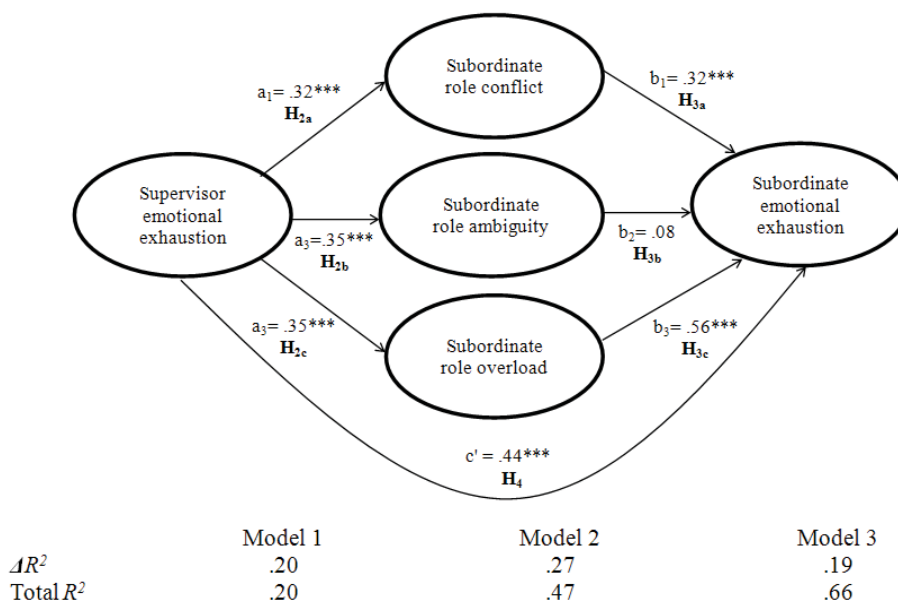 Subordinate
role conflict
a₁= .32***
H₂ₐ
b₁= .32***
H₃ₐ
Supervisor
emotional
exhaustion
Subordinate
role ambiguity
Subordinate
emotional
exhaustion
a₃=.35***
H₂b
b₂= .08
H₃b
a₃= .35***
H₂c
Subordinate
role overload
b₃= .56***
H₃c
c' = .44***
H₄
Model 1 Model 2 Model 3
ΔR² .20 .27 .19
Total R² .20 .47 .66